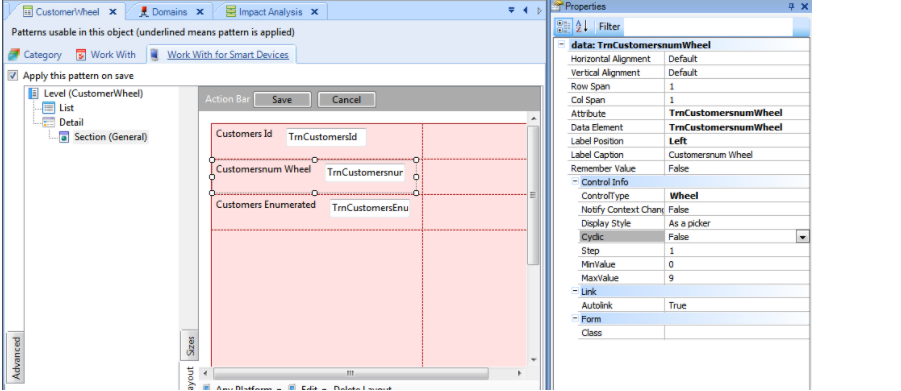 CustomerWheel x Domains x Impact Analysis x
Patterns usable in this object (underlined means pattern is applied)
Category Work With Work With for Smart Devices
Apply this pattern on save
Level (CustomerWheel)
List
Detail
Section (General)
Advanced
Sizes
Action Bar Save Cancel
Customers Id TrnCustomersId
Customersnum Wheel TrnCustomersnur
Customers Enumerated TrnCustomersEnu
Any Platform Edit Delete Layout
Properties
Filter
data: TrnCustomersnumWheel
Horizontal Alignment Default
Vertical Alignment Default
Row Span 1
Col Span 1
Attribute TrnCustomersnumWheel
Data Element TrnCustomersnumWheel
Label Position Left
Label Caption Customersnum Wheel
Remember Value False
Control Info
ControlType Wheel
Notify Context Chang False
Display Style As a picker
Cyclic False
Step 1
MinValue 0
MaxValue 9
Link
Autolink True
Form
Class